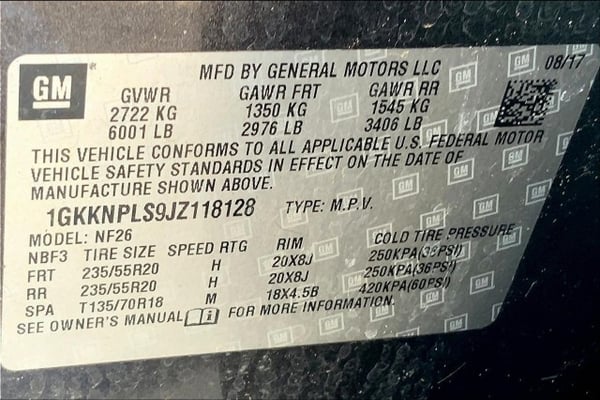 GM
MFD BY GENERAL MOTORS LLC 08/17
GVWR GAWR FRT GAWR RR
2722 KG 1350 KG 1545 KG
6001 LB 2976 LB 3406 LB
THIS VEHICLE CONFORMS TO ALL APPLICABLE U.S. FEDERAL MOTOR
VEHICLE SAFETY STANDARDS IN EFFECT ON THE DATE OF
MANUFACTURE SHOWN ABOVE.
1GKKNPLS9JZ118128 TYPE: M.P.V.
MODEL: NF26
NBF3 TIRE SIZE SPEED RTG RIM COLD TIRE PRESSURE
FRT 235/55R20 H 20X8J 250KPA(36PSI)
RR 235/55R20 H 20X8J 250KPA(36PSI)
SPA T135/70R18 M 18X4.5B 420KPA(60PSI)
SEE OWNER'S MANUAL FOR MORE INFORMATION.